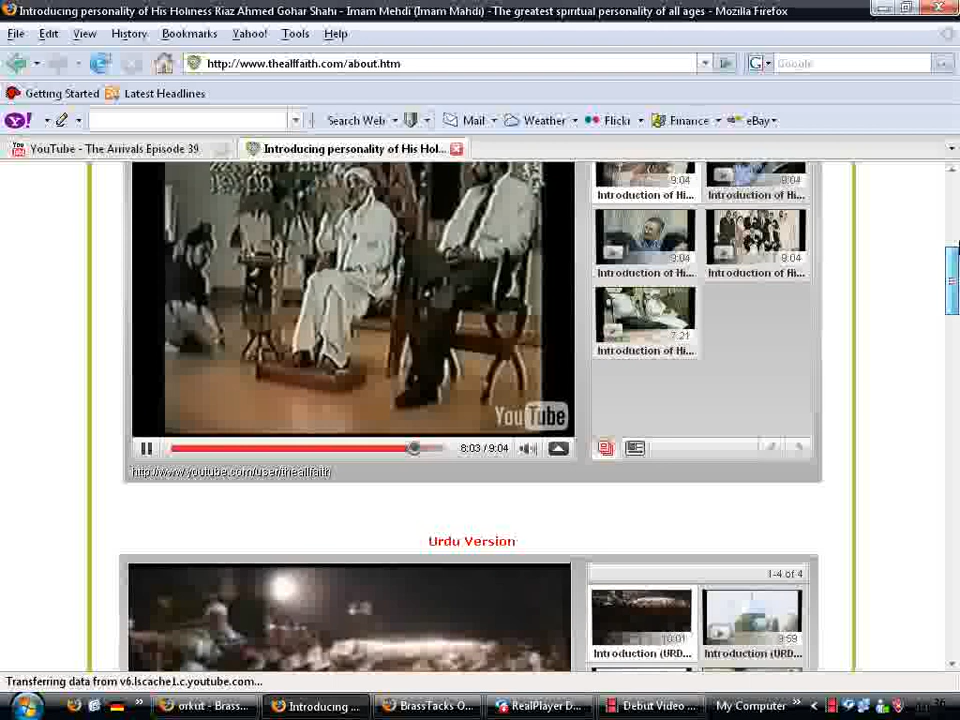 Introducing personality of His Holiness Riaz Ahmed Gohar Shahi - Imam Mehdi (Imam Mahdi) -The greatest spiritual personality of all ages - Mozilla Firefox
File Edit View History Bookmarks Yahoo! Tools Help
http://www.theallfaith.com/about.htm
Google
Getting Started Latest Headlines
Y! Search Web Mail Weather Flickr Finance eBay
YouTube - The Arrivals Episode 39 Introducing personality of His Hol...
9:04 9:04
Introduction of Hi... Introduction of Hi...
9:04 9:04
Introduction of Hi... Introduction of Hi...
7:21
Introduction of Hi...
YouTube
8:03 / 9:04
http://www.youtube.com/user/theallfaith
Urdu Version
1-4 of 4
10:01 9:59
Introduction (URD... Introduction (URD...
Transferring data from v6.lscache1.c.youtube.com...
orkut - Brass... Introducing ... BrassTacks O... RealPlayer D... Debut Video ... My Computer